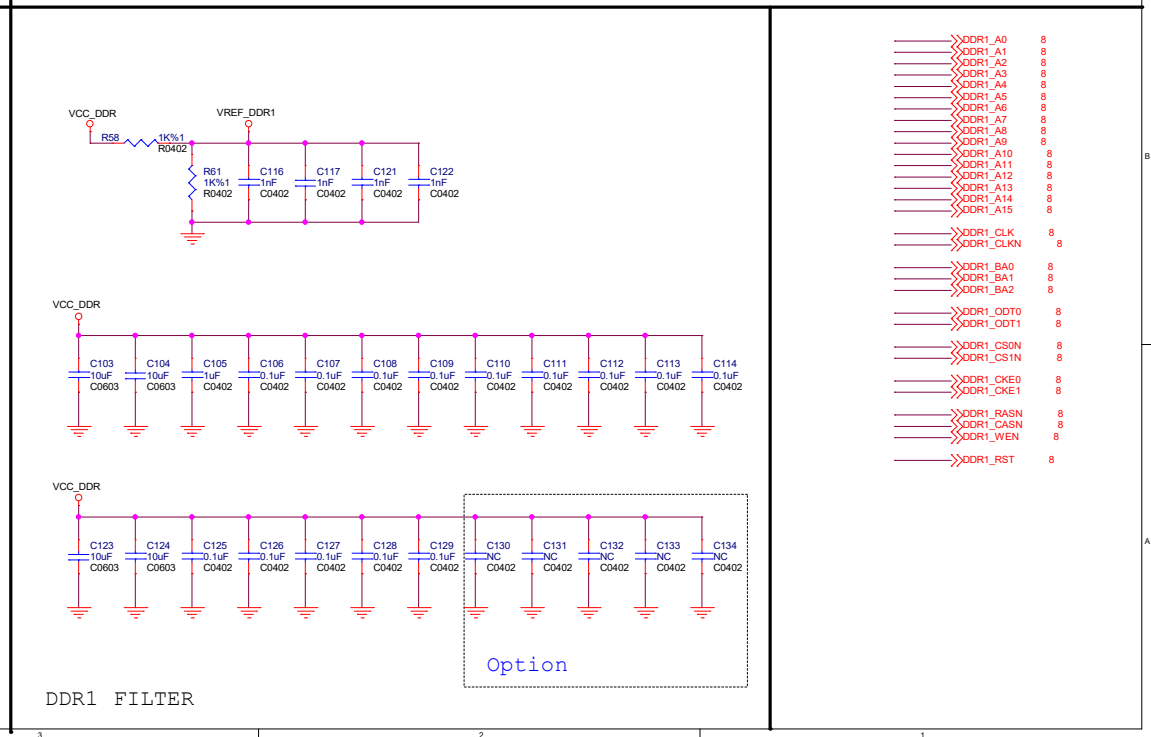 VCC_DDR
VREF_DDR1
R58
1K%1
R0402
R61
1K%1
R0402
C116
1nF
C0402
C117
1nF
C0402
C121
1nF
C0402
C122
1nF
C0402
VCC_DDR
C103
10uF
C0603
C104
10uF
C0603
C105
1uF
C0402
C106
0.1uF
C0402
C107
0.1uF
C0402
C108
0.1uF
C0402
C109
0.1uF
C0402
C110
0.1uF
C0402
C111
0.1uF
C0402
C112
0.1uF
C0402
C113
0.1uF
C0402
C114
0.1uF
C0402
VCC_DDR
C123
10uF
C0603
C124
10uF
C0603
C125
0.1uF
C0402
C126
0.1uF
C0402
C127
0.1uF
C0402
C128
0.1uF
C0402
C129
0.1uF
C0402
C130
NC
C0402
C131
NC
C0402
C132
NC
C0402
C133
NC
C0402
C134
NC
C0402
Option
DDR1 FILTER
DDR1_A0 8
DDR1_A1 8
DDR1_A2 8
DDR1_A3 8
DDR1_A4 8
DDR1_A5 8
DDR1_A6 8
DDR1_A7 8
DDR1_A8 8
DDR1_A9 8
DDR1_A10 8
DDR1_A11 8
DDR1_A12 8
DDR1_A13 8
DDR1_A14 8
DDR1_A15 8
DDR1_CLK 8
DDR1_CLKN 8
DDR1_BA0 8
DDR1_BA1 8
DDR1_BA2 8
DDR1_ODT0 8
DDR1_ODT1 8
DDR1_CS0N 8
DDR1_CS1N 8
DDR1_CKE0 8
DDR1_CKE1 8
DDR1_RASN 8
DDR1_CASN 8
DDR1_WEN 8
DDR1_RST 8
B
A
3
2
1